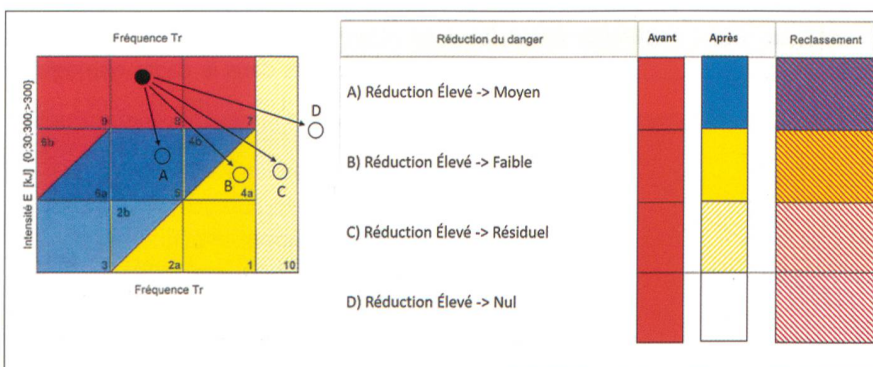 Fréquence Tr
Intensité E [kJ] {0;30;300;>300}
9 8 7
5b 4b
6a 5 4a
2b
3 2a 1 10
A
B
C
D
Fréquence Tr
Réduction du danger Avant Après Reclassement
A) Réduction Élevé -> Moyen
B) Réduction Élevé -> Faible
C) Réduction Élevé -> Résiduel
D) Réduction Élevé -> Nul